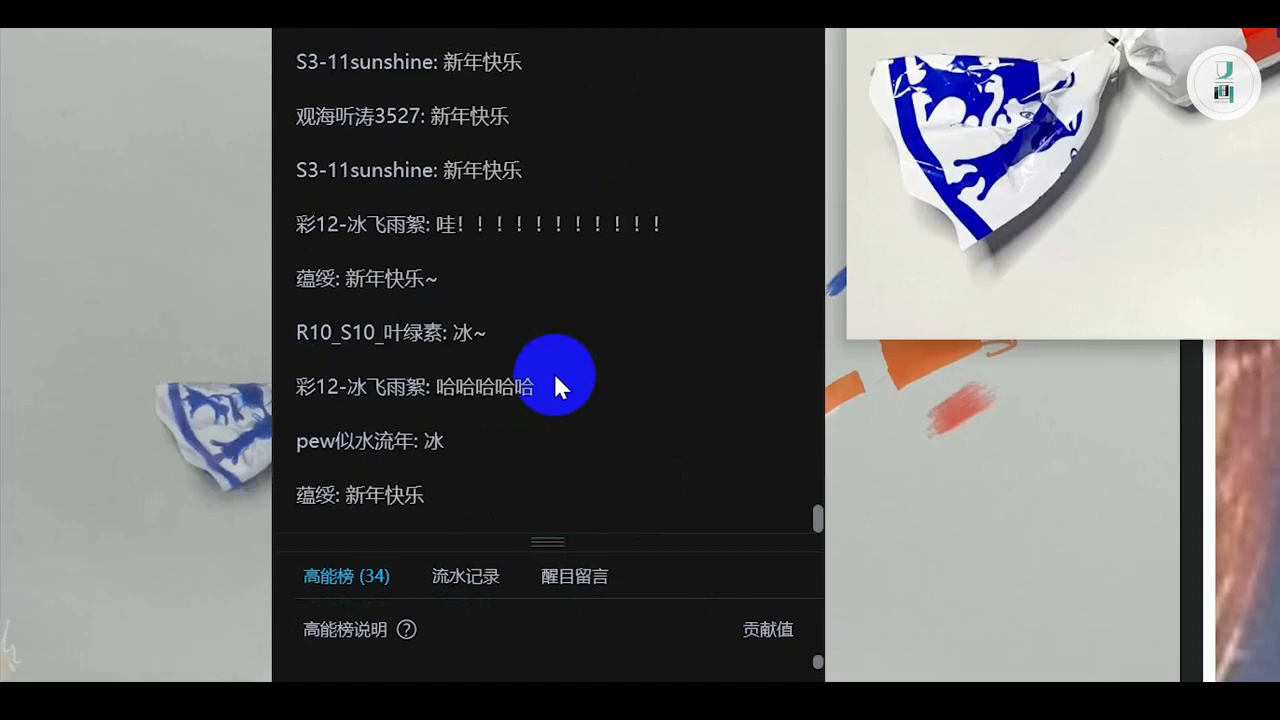 S3-11sunshine: 新年快乐
观海听涛3527: 新年快乐
S3-11sunshine: 新年快乐
彩12-冰飞雨絮: 哇！！！！！！！！！！！
蕴绥: 新年快乐~
R10_S10_叶绿素: 冰~
彩12-冰飞雨絮: 哈哈哈哈哈
pew似水流年: 冰
蕴绥: 新年快乐
高能榜 (34) 流水记录 醒目留言
高能榜说明 ? 贡献值